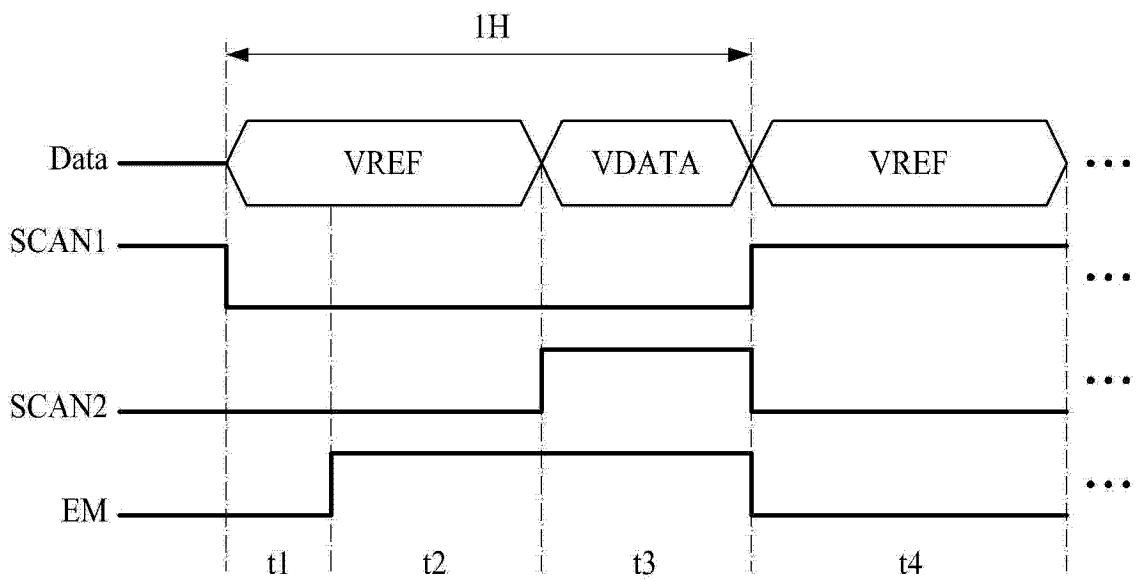 1H
Data VREF VDATA VREF ...
SCAN1 ...
SCAN2 ...
EM ...
t1 t2 t3 t4